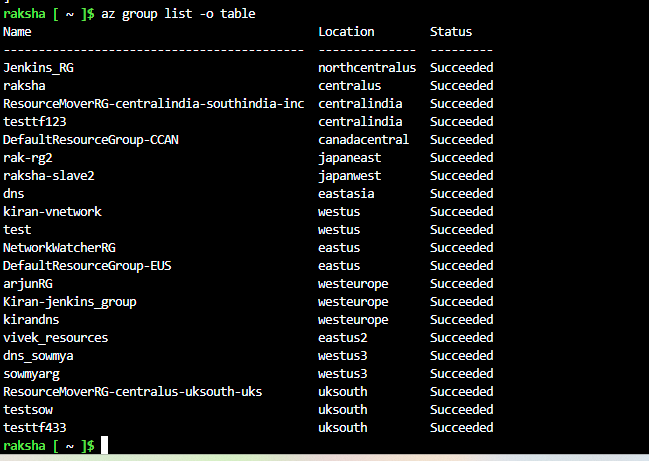 raksha [ ~ ]$ az group list -o table
Name                                      Location        Status
----------------------------------------  --------------  ---------
Jenkins_RG                                northcentralus  Succeeded
raksha                                    centralus       Succeeded
ResourceMoverRG-centralindia-southindia-inc  centralindia    Succeeded
testtf123                                 centralindia    Succeeded
DefaultResourceGroup-CCAN                 canadacentral   Succeeded
rak-rg2                                   japaneast       Succeeded
raksha-slave2                             japanwest       Succeeded
dns                                       eastasia        Succeeded
kiran-vnetwork                            westus          Succeeded
test                                      westus          Succeeded
NetworkWatcherRG                          eastus          Succeeded
DefaultResourceGroup-EUS                  eastus          Succeeded
arjunRG                                   westeurope      Succeeded
Kiran-jenkins_group                       westeurope      Succeeded
kirandns                                  westeurope      Succeeded
vivek_resources                           eastus2         Succeeded
dns_sowmya                                westus3         Succeeded
sowmyarg                                  westus3         Succeeded
ResourceMoverRG-centralus-uksouth-uks     uksouth         Succeeded
testsow                                   uksouth         Succeeded
testtf433                                 uksouth         Succeeded
raksha [ ~ ]$